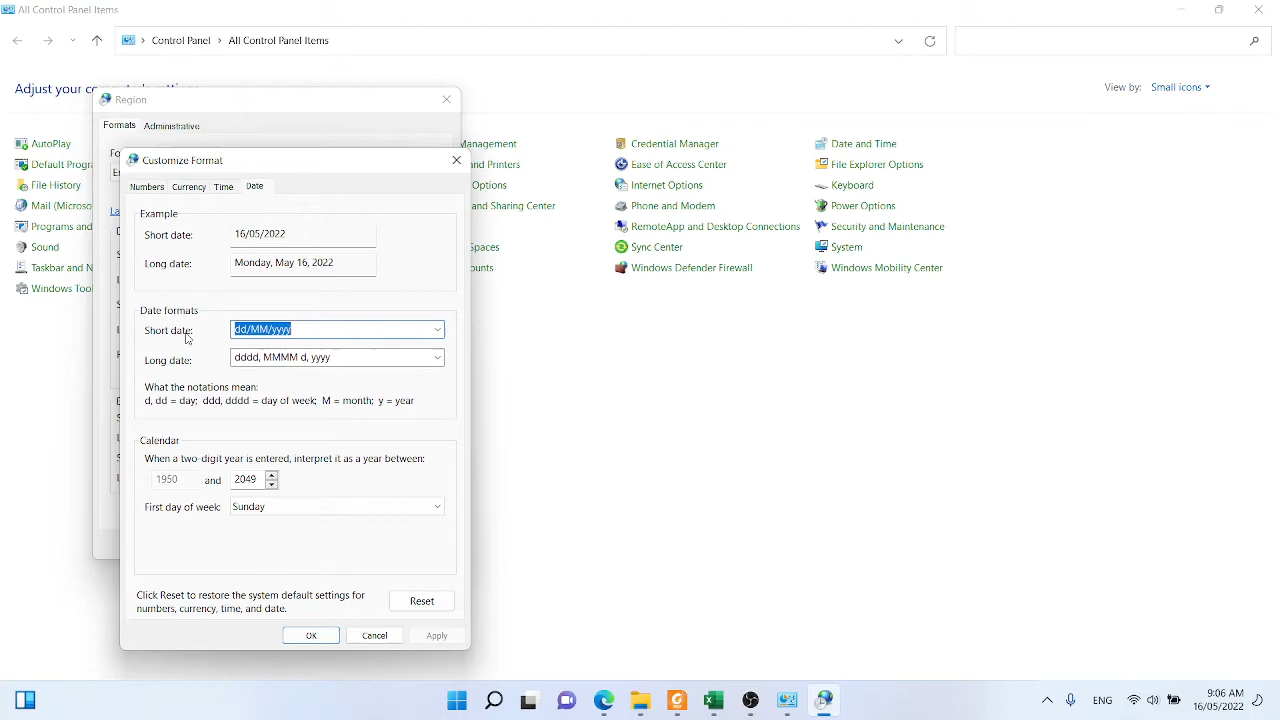 All Control Panel Items
Control Panel > All Control Panel Items
Adjust your
View by: Small icons
Region
Formats Administrative
AutoPlay
Default Progra
File History
Mail (Microso
Programs and
Sound
Taskbar and N
Windows Tool
Management
and Printers
Options
and Sharing Center
Spaces
Credential Manager
Ease of Access Center
Internet Options
Phone and Modem
RemoteApp and Desktop Connections
Sync Center
Windows Defender Firewall
Date and Time
File Explorer Options
Keyboard
Power Options
Security and Maintenance
System
Windows Mobility Center
Customize Format
Numbers Currency Time Date
Example
Short date: 16/05/2022
Long date: Monday, May 16, 2022
Date formats
Short date: dd/MM/yyyy
Long date: dddd, MMMM d, yyyy
What the notations mean:
d, dd = day; ddd, dddd = day of week; M = month; y = year
Calendar
When a two-digit year is entered, interpret it as a year between:
1950 and 2049
First day of week: Sunday
Click Reset to restore the system default settings for
numbers, currency, time, and date.
Reset
OK Cancel Apply
ENG
9:06 AM
16/05/2022